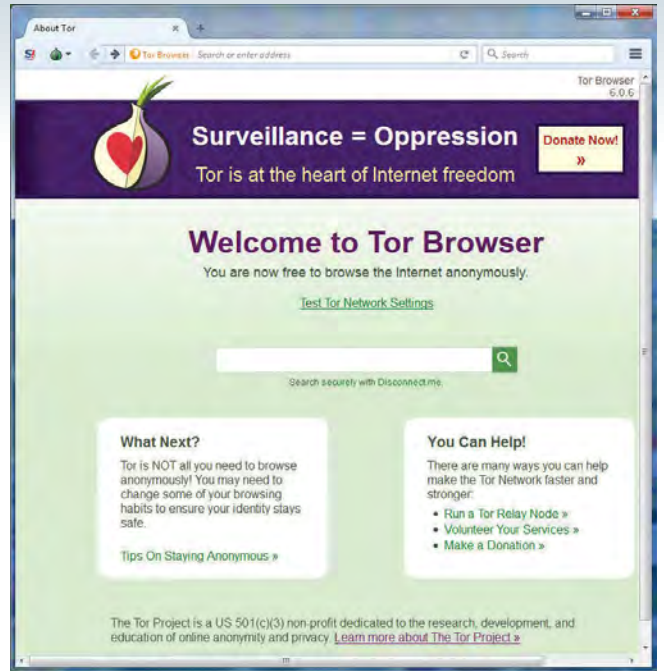 About Tor
S!
Tor Browser
Search or enter address
Search
Tor Browser
6.0.6
Surveillance = Oppression
Tor is at the heart of Internet freedom
Donate Now!
»
Welcome to Tor Browser
You are now free to browse the Internet anonymously.
Test Tor Network Settings
Search securely with Disconnect.me.
What Next?
Tor is NOT all you need to browse
anonymously! You may need to
change some of your browsing
habits to ensure your identity stays
safe.
Tips On Staying Anonymous »
You Can Help!
There are many ways you can help
make the Tor Network faster and
stronger:
• Run a Tor Relay Node »
• Volunteer Your Services »
• Make a Donation »
The Tor Project is a US 501(c)(3) non-profit dedicated to the research, development, and
education of online anonymity and privacy. Learn more about The Tor Project »